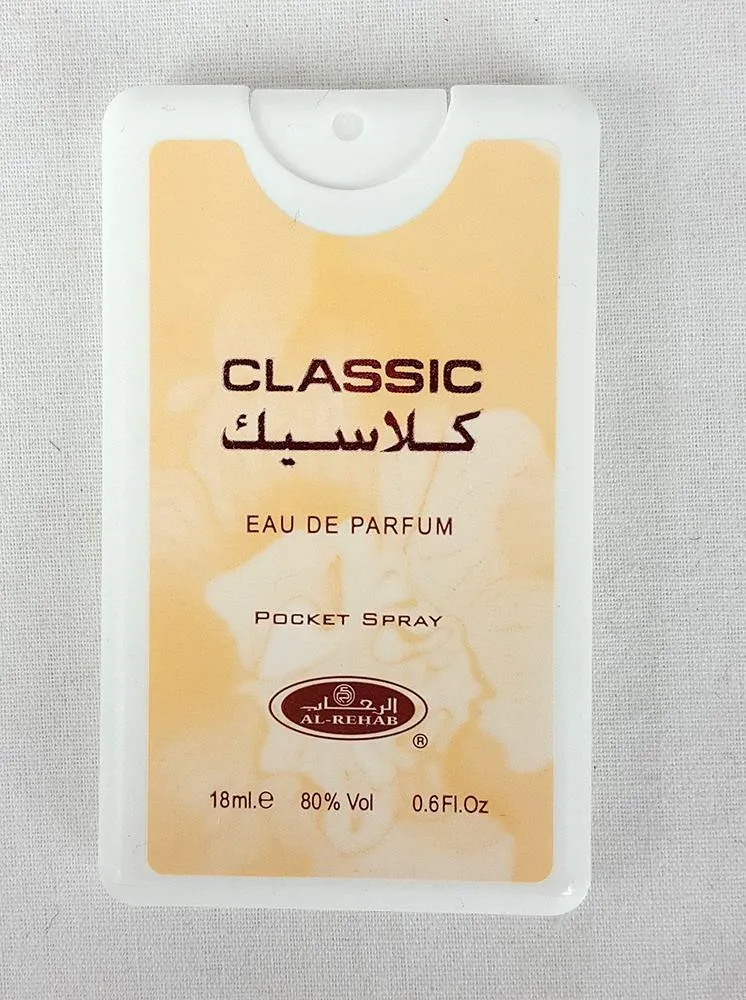 CLASSIC
كلاسيك
EAU DE PARFUM
POCKET SPRAY
الرحاب
AL-REHAB
®
18ml.e 80% Vol 0.6Fl.Oz